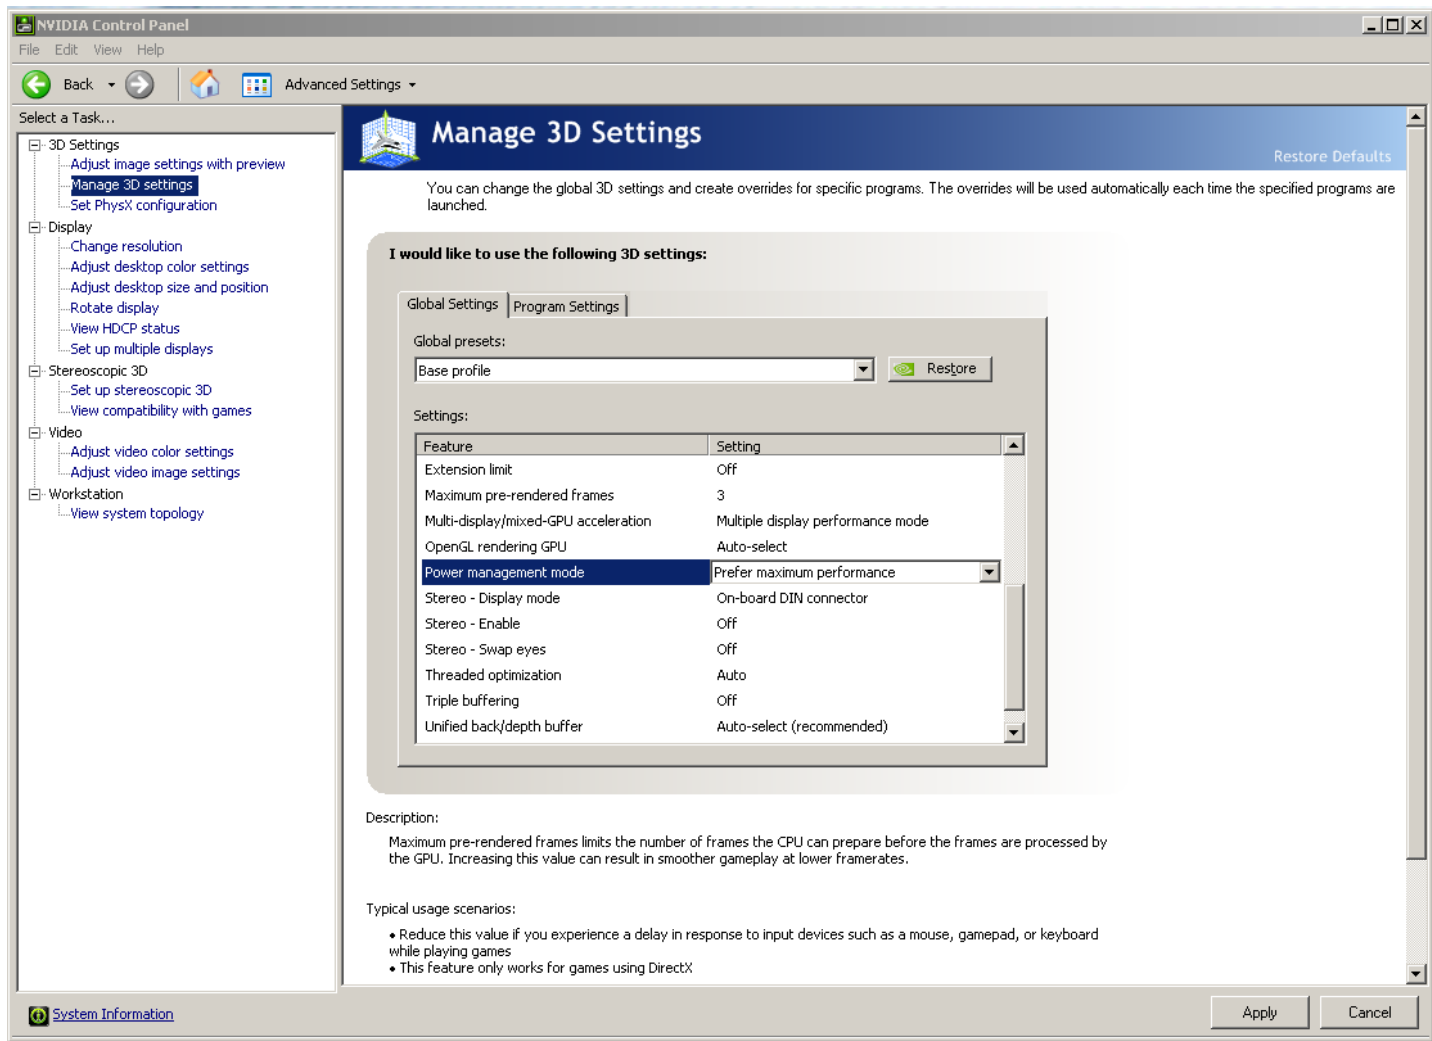 NVIDIA Control Panel
File Edit View Help
Back Advanced Settings
Select a Task...
3D Settings
Adjust image settings with preview
Manage 3D settings
Set PhysX configuration
Display
Change resolution
Adjust desktop color settings
Adjust desktop size and position
Rotate display
View HDCP status
Set up multiple displays
Stereoscopic 3D
Set up stereoscopic 3D
View compatibility with games
Video
Adjust video color settings
Adjust video image settings
Workstation
View system topology
Manage 3D Settings
Restore Defaults
You can change the global 3D settings and create overrides for specific programs. The overrides will be used automatically each time the specified programs are
launched.
I would like to use the following 3D settings:
Global Settings Program Settings
Global presets:
Base profile Restore
Settings:
Feature Setting
Extension limit Off
Maximum pre-rendered frames 3
Multi-display/mixed-GPU acceleration Multiple display performance mode
OpenGL rendering GPU Auto-select
Power management mode Prefer maximum performance
Stereo - Display mode On-board DIN connector
Stereo - Enable Off
Stereo - Swap eyes Off
Threaded optimization Auto
Triple buffering Off
Unified back/depth buffer Auto-select (recommended)
Description:
Maximum pre-rendered frames limits the number of frames the CPU can prepare before the frames are processed by
the GPU. Increasing this value can result in smoother gameplay at lower framerates.
Typical usage scenarios:
• Reduce this value if you experience a delay in response to input devices such as a mouse, gamepad, or keyboard
while playing games
• This feature only works for games using DirectX
System Information
Apply Cancel